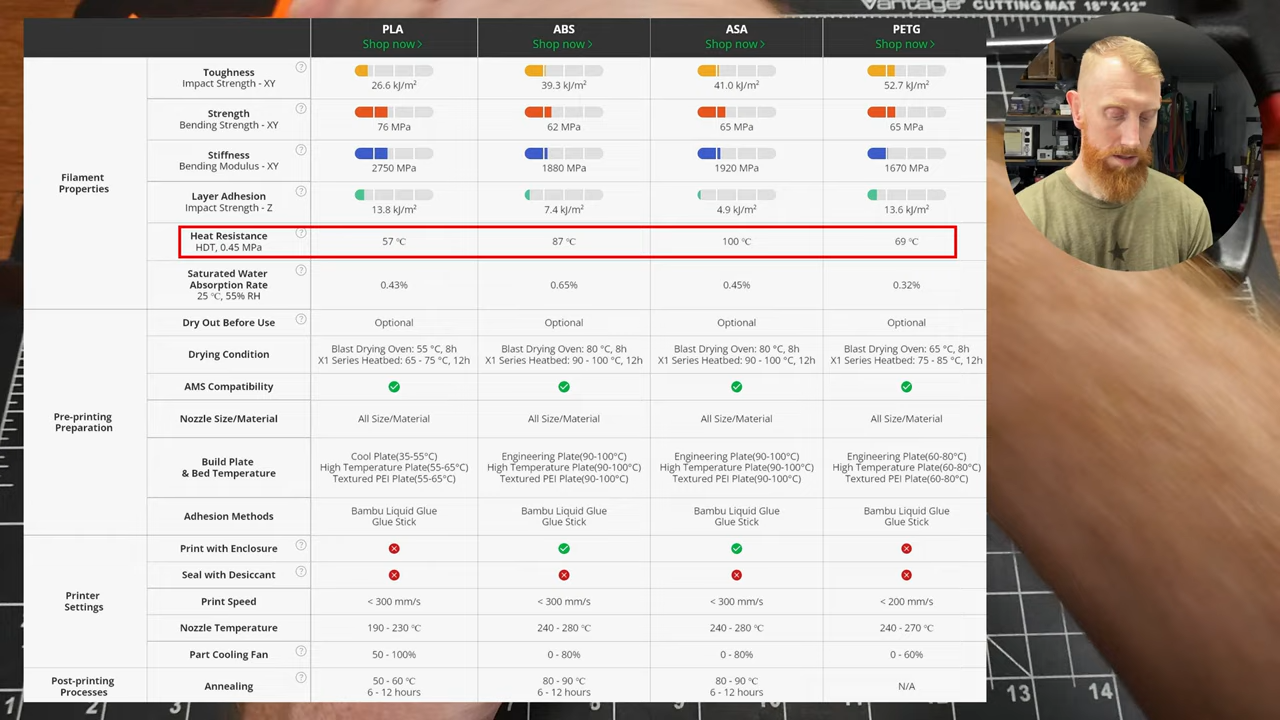 Vantage® CUTTING MAT 18" X 12"
PLA ABS ASA PETG
Shop now > Shop now > Shop now > Shop now >
Filament
Properties
Toughness
Impact Strength - XY
?
26.6 kJ/m² 39.3 kJ/m² 41.0 kJ/m² 52.7 kJ/m²
Strength
Bending Strength - XY
?
76 MPa 62 MPa 65 MPa 65 MPa
Stiffness
Bending Modulus - XY
?
2750 MPa 1880 MPa 1920 MPa 1670 MPa
Layer Adhesion
Impact Strength - Z
?
13.8 kJ/m² 7.4 kJ/m² 4.9 kJ/m² 13.6 kJ/m²
Heat Resistance
HDT, 0.45 MPa
?
57 °C 87 °C 100 °C 69 °C
Saturated Water
Absorption Rate
25 °C, 55% RH
?
0.43% 0.65% 0.45% 0.32%
Pre-printing
Preparation
Dry Out Before Use ? Optional Optional Optional Optional
Drying Condition
Blast Drying Oven: 55 °C, 8h
X1 Series Heatbed: 65 - 75 °C, 12h
Blast Drying Oven: 80 °C, 8h
X1 Series Heatbed: 90 - 100 °C, 12h
Blast Drying Oven: 80 °C, 8h
X1 Series Heatbed: 90 - 100 °C, 12h
Blast Drying Oven: 65 °C, 8h
X1 Series Heatbed: 75 - 85 °C, 12h
AMS Compatibility
Nozzle Size/Material All Size/Material All Size/Material All Size/Material All Size/Material
Build Plate
& Bed Temperature
Cool Plate(35-55°C)
High Temperature Plate(55-65°C)
Textured PEI Plate(55-65°C)
Engineering Plate(90-100°C)
High Temperature Plate(90-100°C)
Textured PEI Plate(90-100°C)
Engineering Plate(90-100°C)
High Temperature Plate(90-100°C)
Textured PEI Plate(90-100°C)
Engineering Plate(60-80°C)
High Temperature Plate(60-80°C)
Textured PEI Plate(60-80°C)
Adhesion Methods
Bambu Liquid Glue
Glue Stick
Bambu Liquid Glue
Glue Stick
Bambu Liquid Glue
Glue Stick
Bambu Liquid Glue
Glue Stick
Printer
Settings
Print with Enclosure ?
Seal with Desiccant ?
Print Speed < 300 mm/s < 300 mm/s < 300 mm/s < 200 mm/s
Nozzle Temperature 190 - 230 °C 240 - 280 °C 240 - 280 °C 240 - 270 °C
Part Cooling Fan ? 50 - 100% 0 - 80% 0 - 80% 0 - 60%
Post-printing
Processes
Annealing ?
50 - 60 °C
6 - 12 hours
80 - 90 °C
6 - 12 hours
80 - 90 °C
6 - 12 hours
N/A
1 2 3 13 14